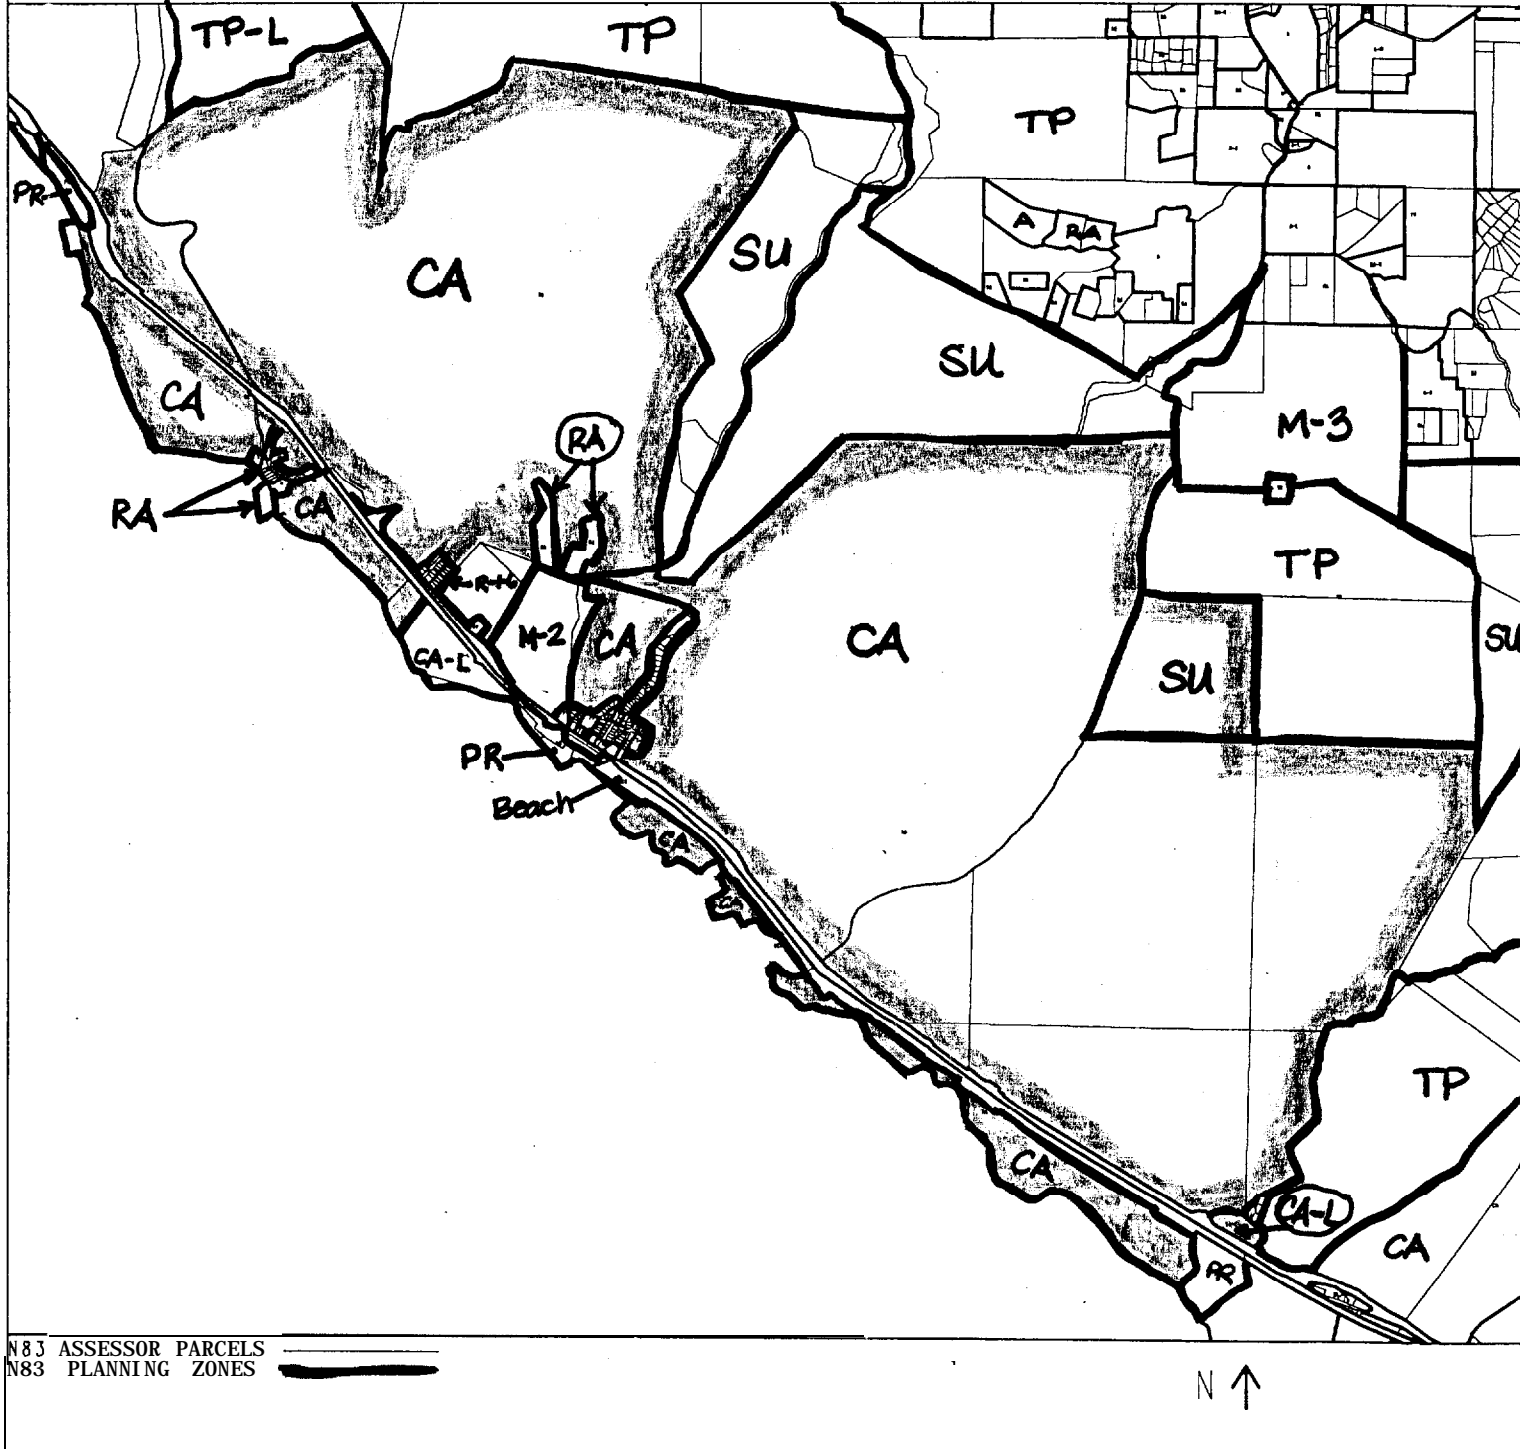 TP-L
TP
TP
PR
A
RA
SU
CA
SU
CA
M-3
RA
RA
CA
TP
R-16
M-2
CA
CA
SU
SU
CA-L
PR
Beach
CA
TP
CA
CA-L
CA
PR
N83 ASSESSOR PARCELS
N83 PLANNING ZONES
N